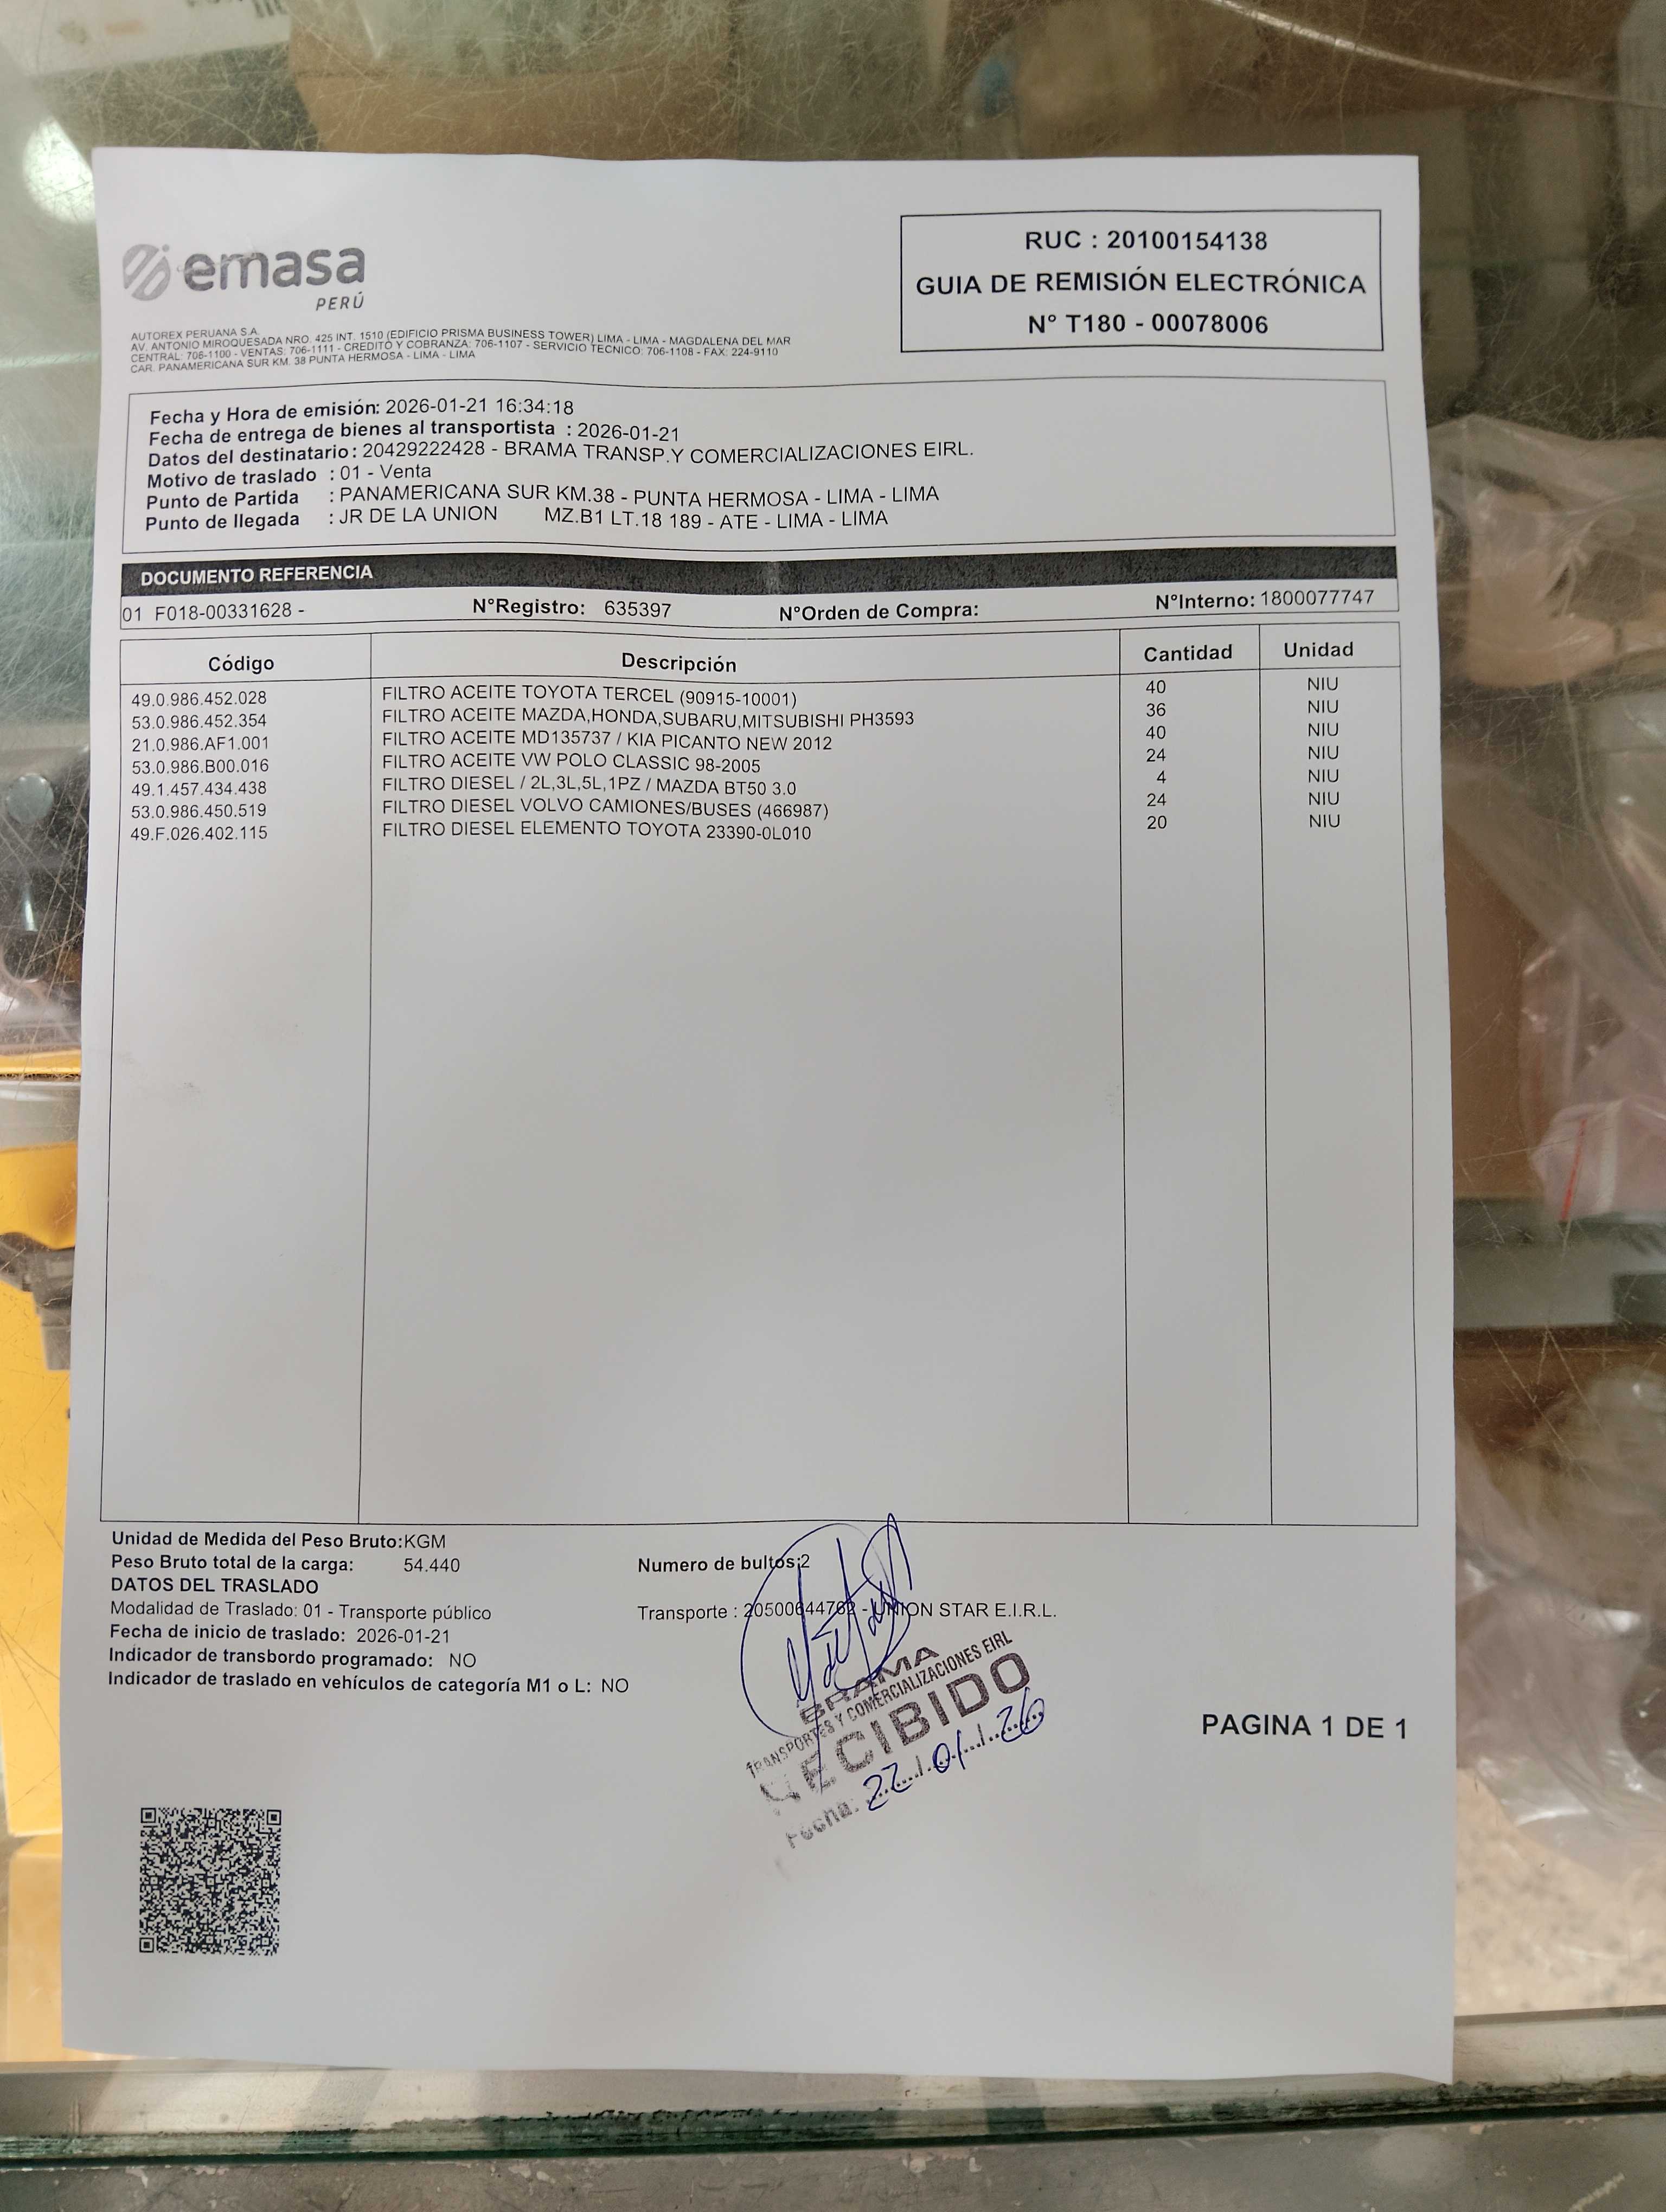 emasa
PERÚ
RUC : 20100154138
GUIA DE REMISIÓN ELECTRÓNICA
N° T180 - 00078006
AUTOREX PERUANA S.A.
AV. ANTONIO MIROQUESADA NRO. 425 INT. 1510 (EDIFICIO PRISMA BUSINESS TOWER) LIMA - LIMA - MAGDALENA DEL MAR
CENTRAL: 706-1100 - VENTAS: 706-1111 - CREDITO Y COBRANZA: 706-1107 - SERVICIO TECNICO: 706-1108 - FAX: 224-9110
CAR. PANAMERICANA SUR KM. 38 PUNTA HERMOSA - LIMA - LIMA
Fecha y Hora de emisión: 2026-01-21 16:34:18
Fecha de entrega de bienes al transportista : 2026-01-21
Datos del destinatario: 20429222428 - BRAMA TRANSP.Y COMERCIALIZACIONES EIRL.
Motivo de traslado : 01 - Venta
Punto de Partida : PANAMERICANA SUR KM.38 - PUNTA HERMOSA - LIMA - LIMA
Punto de llegada : JR DE LA UNION MZ.B1 LT.18 189 - ATE - LIMA - LIMA
DOCUMENTO REFERENCIA
01 F018-00331628 - N°Registro: 635397 N°Orden de Compra: N°Interno: 1800077747
Código Descripción Cantidad Unidad
49.0.986.452.028 FILTRO ACEITE TOYOTA TERCEL (90915-10001) 40 NIU
53.0.986.452.354 FILTRO ACEITE MAZDA,HONDA,SUBARU,MITSUBISHI PH3593 36 NIU
21.0.986.AF1.001 FILTRO ACEITE MD135737 / KIA PICANTO NEW 2012 40 NIU
53.0.986.B00.016 FILTRO ACEITE VW POLO CLASSIC 98-2005 24 NIU
49.1.457.434.438 FILTRO DIESEL / 2L,3L,5L,1PZ / MAZDA BT50 3.0 4 NIU
53.0.986.450.519 FILTRO DIESEL VOLVO CAMIONES/BUSES (466987) 24 NIU
49.F.026.402.115 FILTRO DIESEL ELEMENTO TOYOTA 23390-0L010 20 NIU
Unidad de Medida del Peso Bruto:KGM
Peso Bruto total de la carga: 54.440 Numero de bultos:2
DATOS DEL TRASLADO
Modalidad de Traslado: 01 - Transporte público Transporte : 20500644762 - UNION STAR E.I.R.L.
Fecha de inicio de traslado: 2026-01-21
Indicador de transbordo programado: NO
Indicador de traslado en vehículos de categoría M1 o L: NO
BRAMA
TRANSPORTES Y COMERCIALIZACIONES EIRL
RECIBIDO
Fecha: 22/01/26
PAGINA 1 DE 1